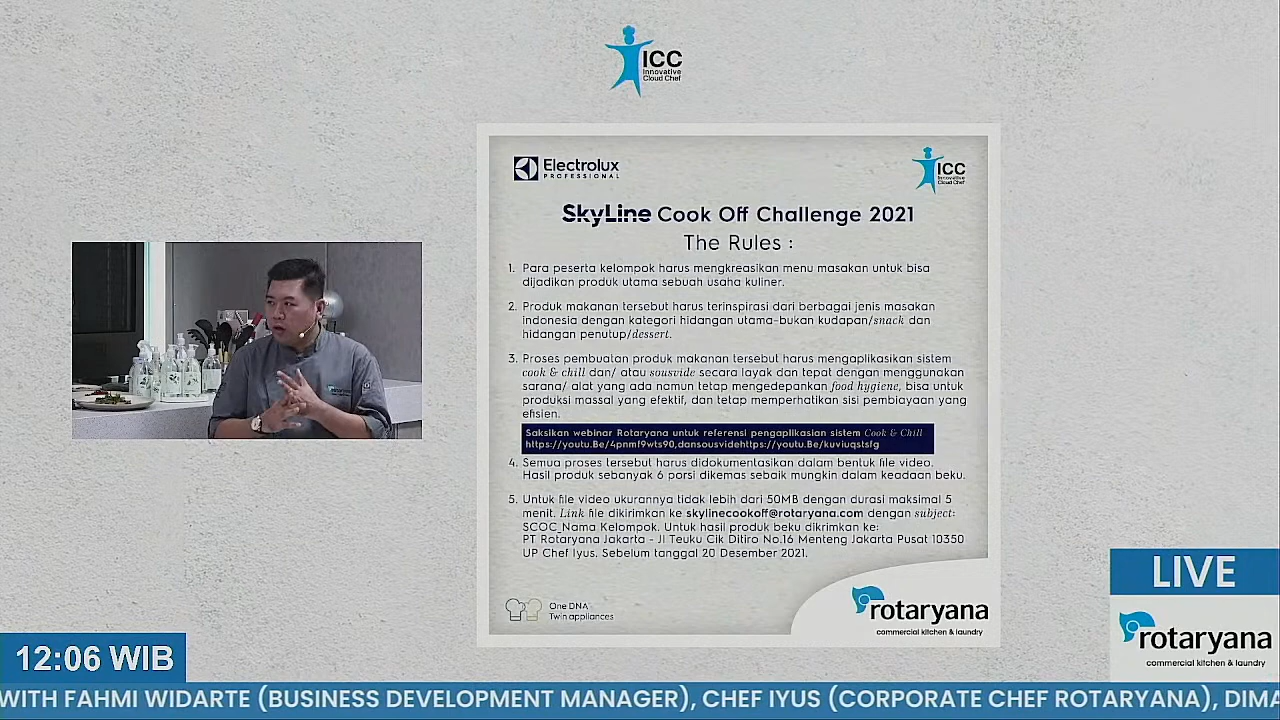 ICC
Innovative
Cloud Chef
Electrolux
PROFESSIONAL
ICC
Innovative
Cloud Chef
SkyLine Cook Off Challenge 2021
The Rules :
1. Para peserta kelompok harus mengkreasikan menu masakan untuk bisa
dijadikan produk utama sebuah usaha kuliner.
2. Produk makanan tersebut harus terinspirasi dari berbagai jenis masakan
indonesia dengan kategori hidangan utama-bukan kudapan/snack dan
hidangan penutup/dessert.
3. Proses pembuatan produk makanan tersebut harus mengaplikasikan sistem
cook & chill dan/ atau sousvide secara layak dan tepat dengan menggunakan
sarana/ alat yang ada namun tetap mengedepankan food hygiene, bisa untuk
produksi massal yang efektif, dan tetap memperhatikan sisi pembiayaan yang
efisien.
Saksikan webinar Rotaryana untuk referensi pengaplikasian sistem Cook & Chill
https://youtu.Be/4pnmf9wts90,dansousvidehttps://youtu.Be/kuviuqstsfg
4. Semua proses tersebut harus didokumentasikan dalam bentuk file video.
Hasil produk sebanyak 6 porsi dikemas sebaik mungkin dalam keadaan beku.
5. Untuk file video ukurannya tidak lebih dari 50MB dengan durasi maksimal 5
menit. Link file dikirimkan ke skylinecookoff@rotaryana.com dengan subject:
SCOC_Nama Kelompok. Untuk hasil produk beku dikrimkan ke:
PT Rotaryana Jakarta - Jl Teuku Cik Ditiro No.16 Menteng Jakarta Pusat 10350
UP Chef Iyus. Sebelum tanggal 20 Desember 2021.
One DNA
Twin appliances
rotaryana
commercial kitchen & laundry
LIVE
rotaryana
commercial kitchen & laundry
12:06 WIB
WITH FAHMI WIDARTE (BUSINESS DEVELOPMENT MANAGER), CHEF IYUS (CORPORATE CHEF ROTARYANA), DIMA